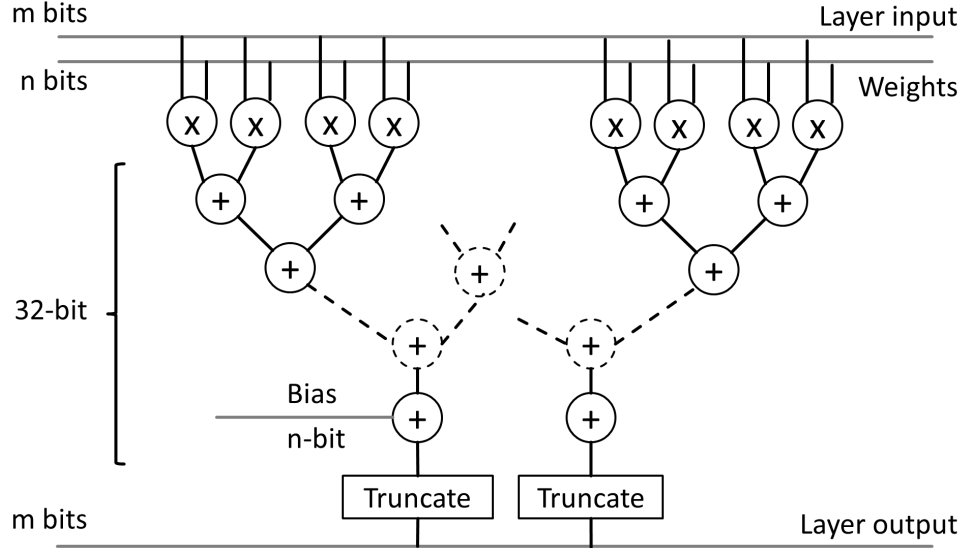 m bits
Layer input
n bits
Weights
x x x x x x x x
+ + + +
+ + +
32-bit
+ +
Bias
+ +
n-bit
Truncate Truncate
m bits
Layer output